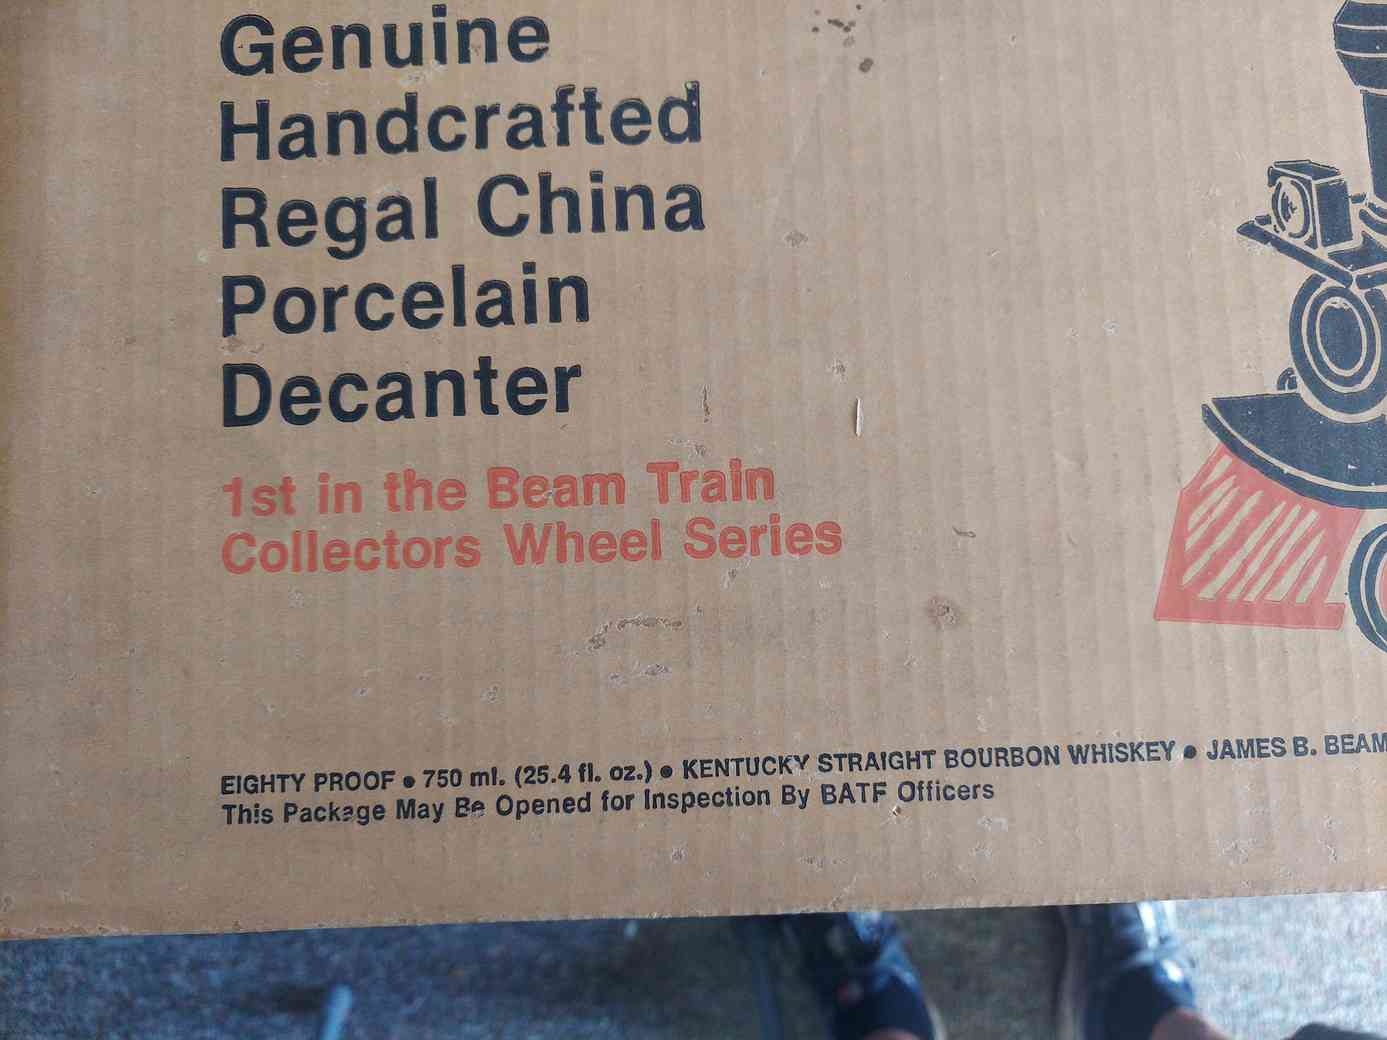 Genuine
Handcrafted
Regal China
Porcelain
Decanter
1st in the Beam Train
Collectors Wheel Series
EIGHTY PROOF ● 750 ml. (25.4 fl. oz.) ● KENTUCKY STRAIGHT BOURBON WHISKEY ● JAMES B. BEAM
This Package May Be Opened for Inspection By BATF Officers